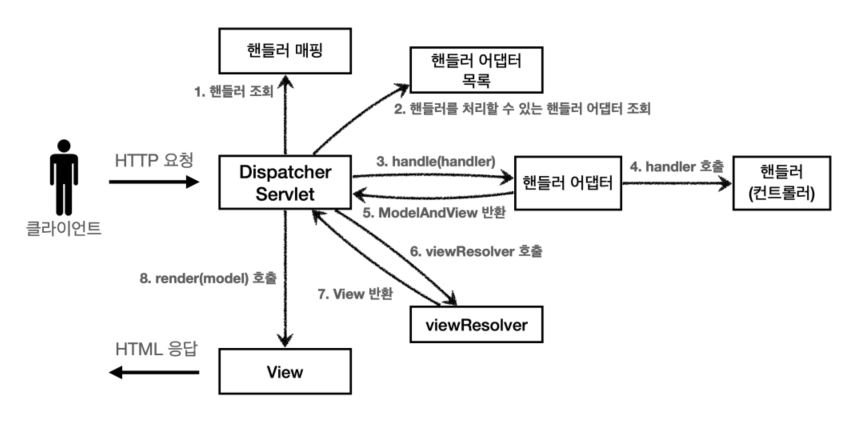 핸들러 매핑
핸들러 어댑터
목록
1. 핸들러 조회
2. 핸들러를 처리할 수 있는 핸들러 어댑터 조회
HTTP 요청
Dispatcher
Servlet
3. handle(handler)
핸들러 어댑터
4. handler 호출
핸들러
(컨트롤러)
5. ModelAndView 반환
클라이언트
6. viewResolver 호출
8. render(model) 호출
7. View 반환
viewResolver
HTML 응답
View